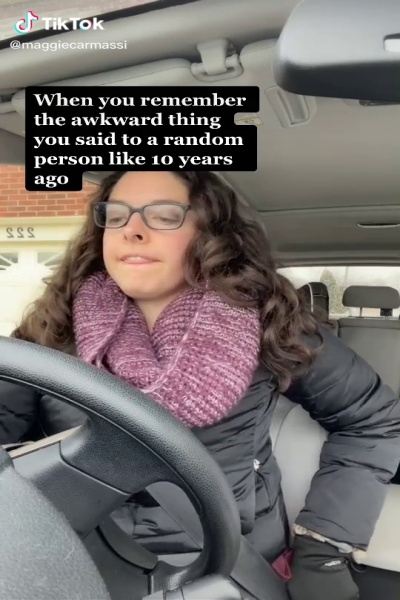 TikTok
@maggiecarmassi
When you remember
the awkward thing
you said to a random
person like 10 years
ago
222